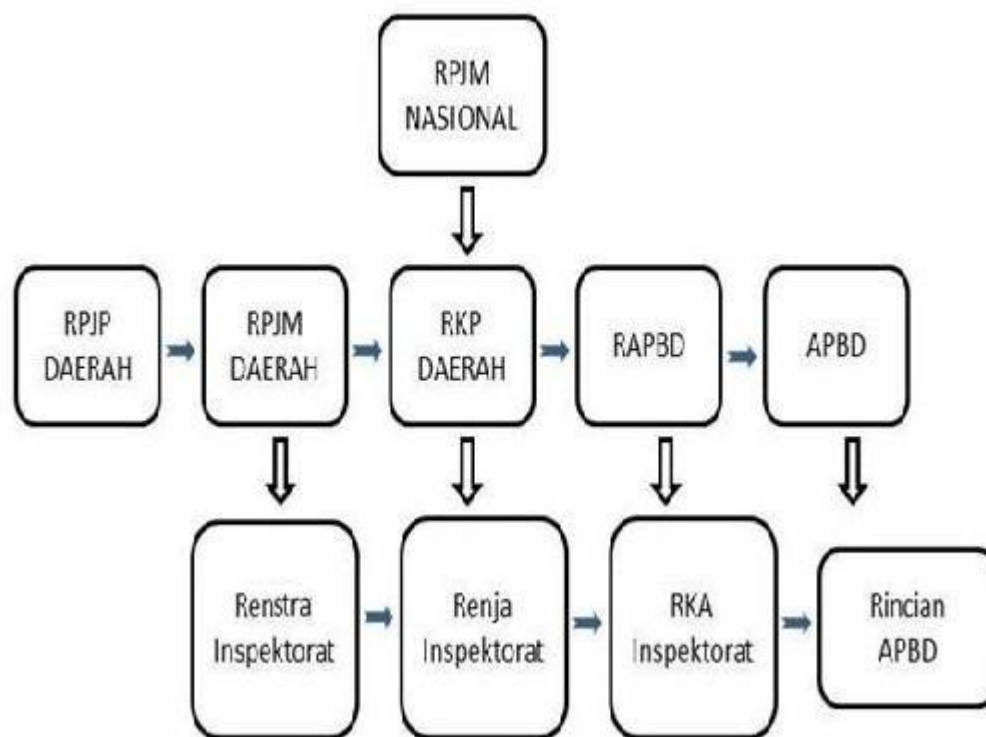 RPJM
NASIONAL
RPJP
DAERAH
RPJM
DAERAH
RKP
DAERAH
RAPBD
APBD
Renstra
Inspektorat
Renja
Inspektorat
RKA
Inspektorat
Rincian
APBD